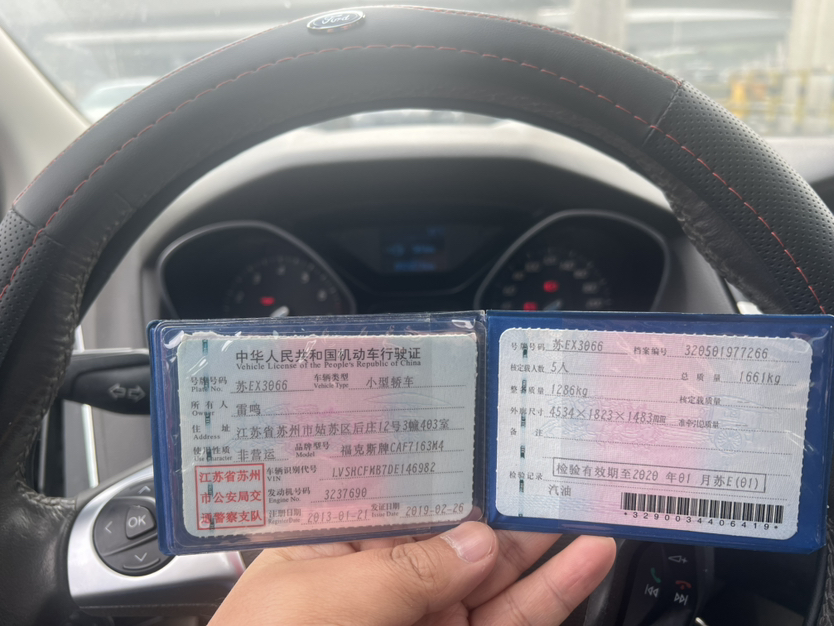 Ford
中华人民共和国机动车行驶证
Vehicle License of the People's Republic of China
号牌号码 苏EX3066 车辆类型 小型轿车
Plate No. Vehicle Type
所有人 雷鸣
Owner
住址 江苏省苏州市姑苏区后庄12号3幢403室
Address
使用性质 非营运 品牌型号 福克斯牌CAF7163M4
Use Character Model
江苏省苏州
市公安局交
通警察支队
车辆识别代号 LVSHCFMB7DE146982
VIN
发动机号码 3237690
Engine No.
注册日期 2013-01-21 发证日期 2019-02-26
Register Date Issue Date
号牌号码 苏EX3066 档案编号 320501977266
核定载人数 5人 总质量 1661kg
整备质量 1286kg 核定载质量
外廓尺寸 4534×1823×1483mm 准牵引总质量
备注
检验记录 检验有效期至2020年01月苏E(01)
汽油
*3290034406419*
OK